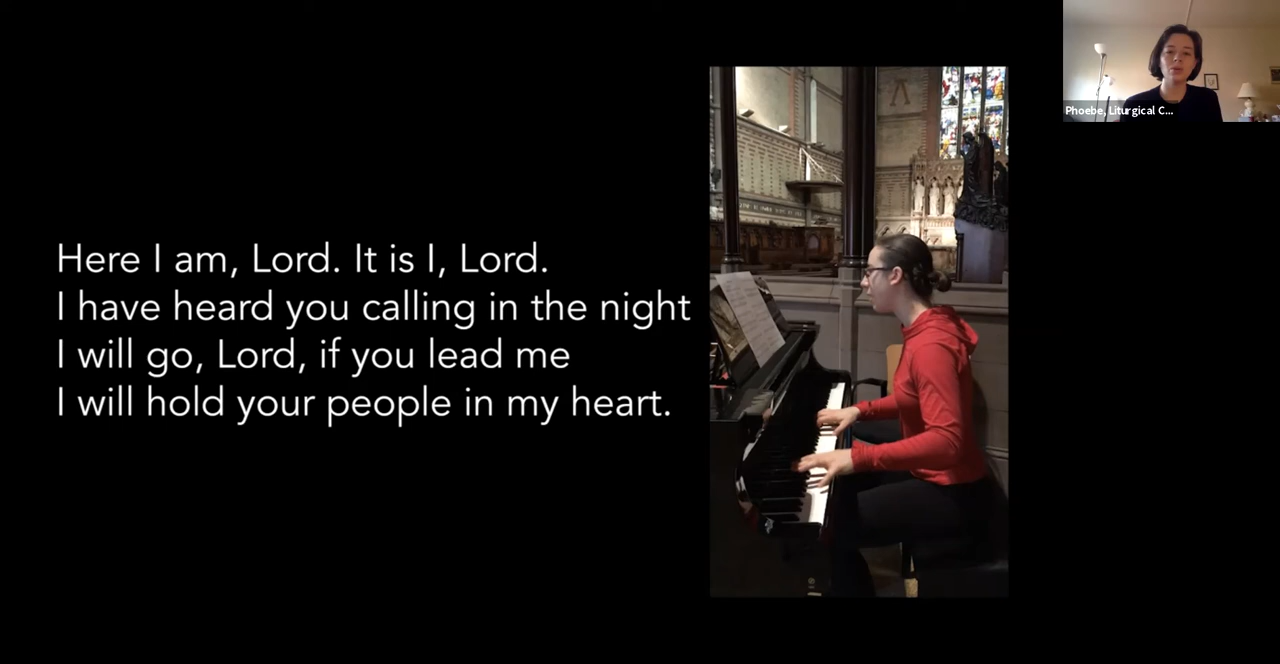 Here I am, Lord. It is I, Lord.
I have heard you calling in the night
I will go, Lord, if you lead me
I will hold your people in my heart.
Phoebe, Liturgical C...